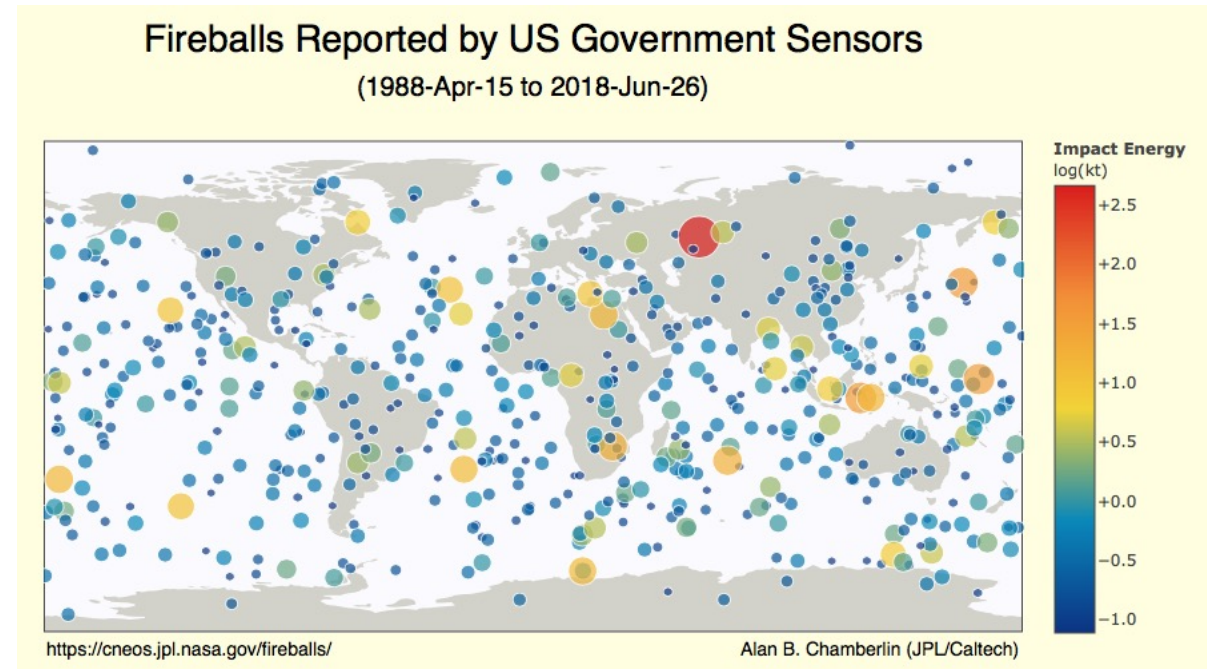 Fireballs Reported by US Government Sensors
(1988-Apr-15 to 2018-Jun-26)
Impact Energy
log(kt)
+2.5
+2.0
+1.5
+1.0
+0.5
+0.0
−0.5
−1.0
https://cneos.jpl.nasa.gov/fireballs/
Alan B. Chamberlin (JPL/Caltech)